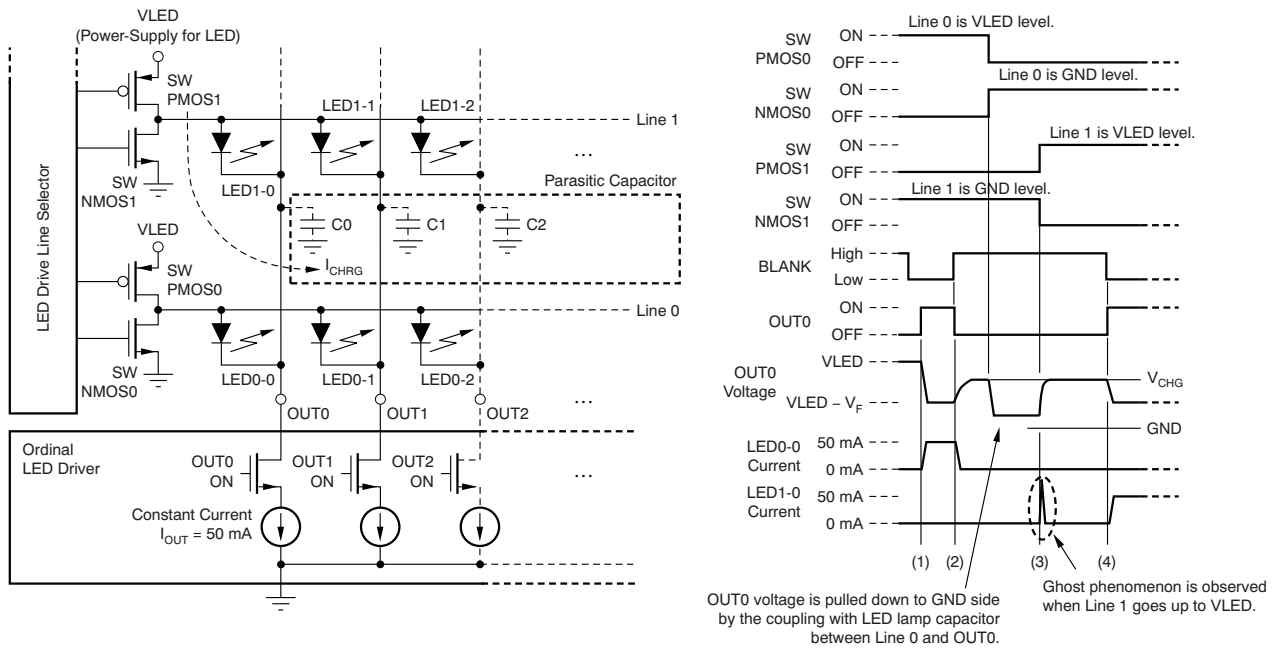 VLED
(Power-Supply for LED)
SW
PMOS1
LED1-1
LED1-2
Line 1
...
LED1-0
SW
NMOS1
Parasitic Capacitor
C0
C1
C2
LED Drive Line Selector
VLED
SW
PMOS0
ICHRG
Line 0
SW
NMOS0
LED0-0
LED0-1
LED0-2
OUT0
OUT1
OUT2
...
Ordinal
LED Driver
OUT0
ON
OUT1
ON
OUT2
ON
...
Constant Current
IOUT = 50 mA
Line 0 is VLED level.
SW
PMOS0
ON
OFF
Line 0 is GND level.
SW
NMOS0
ON
OFF
Line 1 is VLED level.
SW
PMOS1
ON
OFF
Line 1 is GND level.
SW
NMOS1
ON
OFF
BLANK
High
Low
OUT0
ON
OFF
OUT0
Voltage
VLED
VLED – VF
VCHG
GND
LED0-0
Current
50 mA
0 mA
LED1-0
Current
50 mA
0 mA
(1)
(2)
(3)
(4)
Ghost phenomenon is observed
when Line 1 goes up to VLED.
OUT0 voltage is pulled down to GND side
by the coupling with LED lamp capacitor
between Line 0 and OUT0.